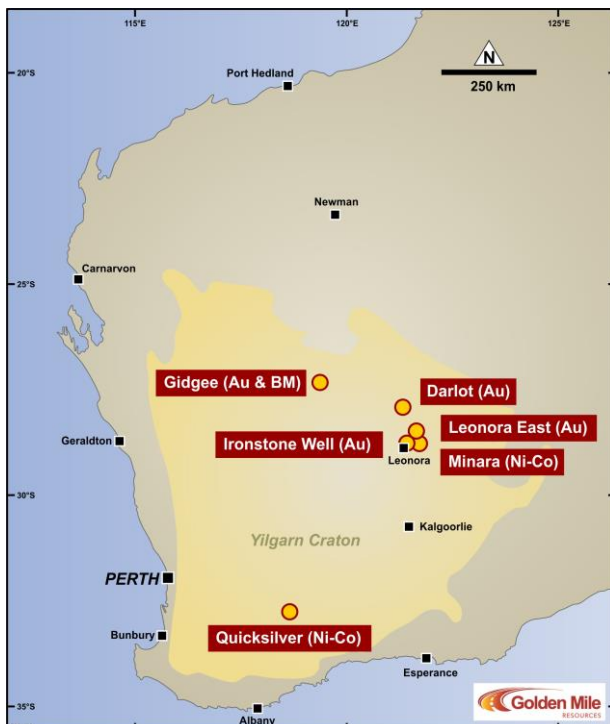 115°E
120°E
125°E
20°S
Port Hedland
N
250 km
Newman
Carnarvon
25°S
Gidgee (Au & BM)
Darlot (Au)
Leonora East (Au)
Geraldton
Ironstone Well (Au)
Leonora
Minara (Ni-Co)
30°S
Kalgoorlie
Yilgarn Craton
PERTH
Bunbury
Quicksilver (Ni-Co)
Esperance
Albany
35°S
Golden Mile
RESOURCES